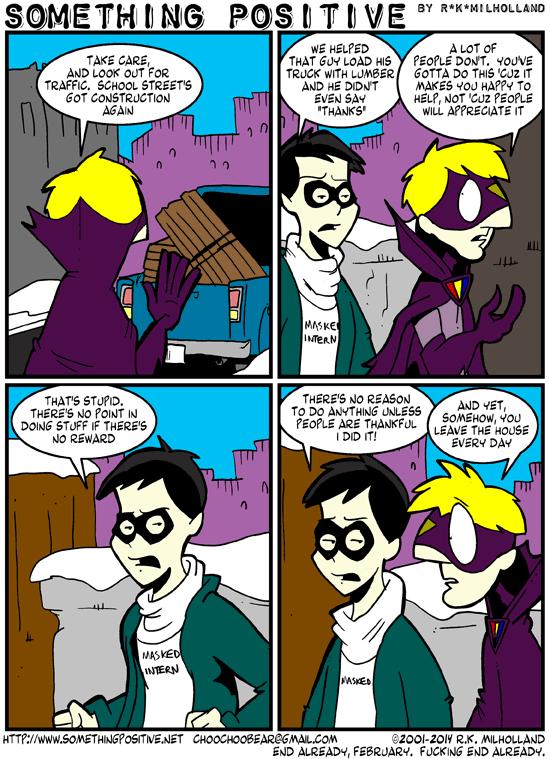 SOMETHING POSITIVE BY R*K*MILHOLLAND
TAKE CARE,
AND LOOK OUT FOR
TRAFFIC. SCHOOL STREET'S
GOT CONSTRUCTION
AGAIN
WE HELPED
THAT GUY LOAD HIS
TRUCK WITH LUMBER
AND HE DIDN'T
EVEN SAY
"THANKS"
A LOT OF
PEOPLE DON'T. YOU'VE
GOTTA DO THIS 'CUZ IT
MAKES YOU HAPPY TO
HELP, NOT 'CUZ PEOPLE
WILL APPRECIATE IT
MASKED
INTERN
THAT'S STUPID.
THERE'S NO POINT IN
DOING STUFF IF THERE'S
NO REWARD
MASKED
INTERN
THERE'S NO REASON
TO DO ANYTHING UNLESS
PEOPLE ARE THANKFUL
I DID IT!
AND YET,
SOMEHOW, YOU
LEAVE THE HOUSE
EVERY DAY
MASKED
HTTP://WWW.SOMETHINGPOSITIVE.NET CHOOCHOOBEAR@GMAIL.COM ©2001-2014 R.K. MILHOLLAND
END ALREADY, FEBRUARY. FUCKING END ALREADY.